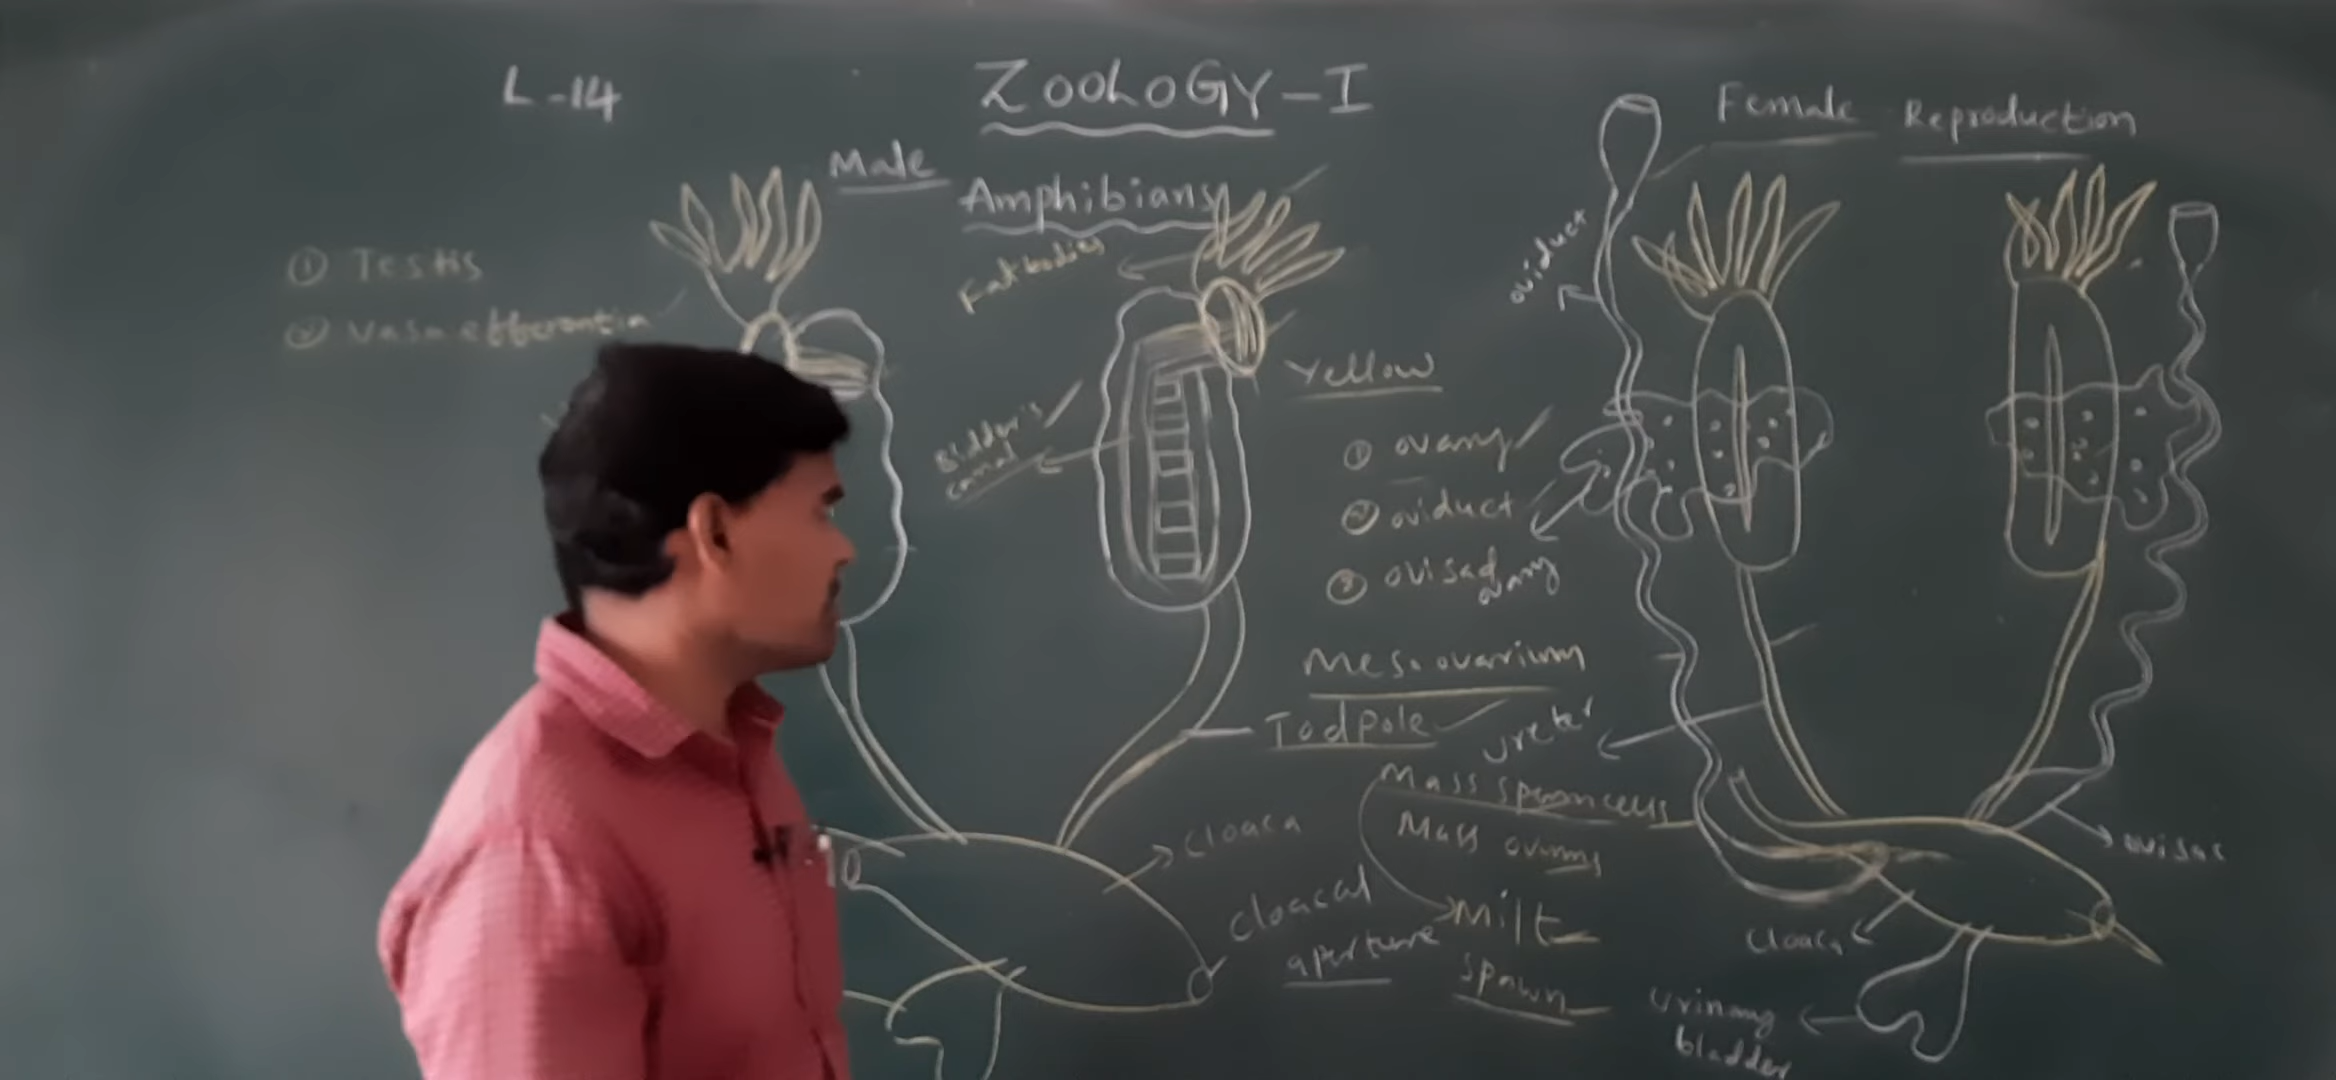 L-14
ZOOLOGY-I
Male
Amphibians
① Testis
② Vasa efferentia
Fat bodies
Bidder's
canal
Yellow
① ovary
② oviduct
③ ovisac
ovary
Mesovarium
Tadpole
Mass sperm cells
Mass ovums
Milt
Spawn
cloaca
cloacal
aperture
Female Reproduction
oviduct
ureter
ovisac
cloaca
urinary
bladder